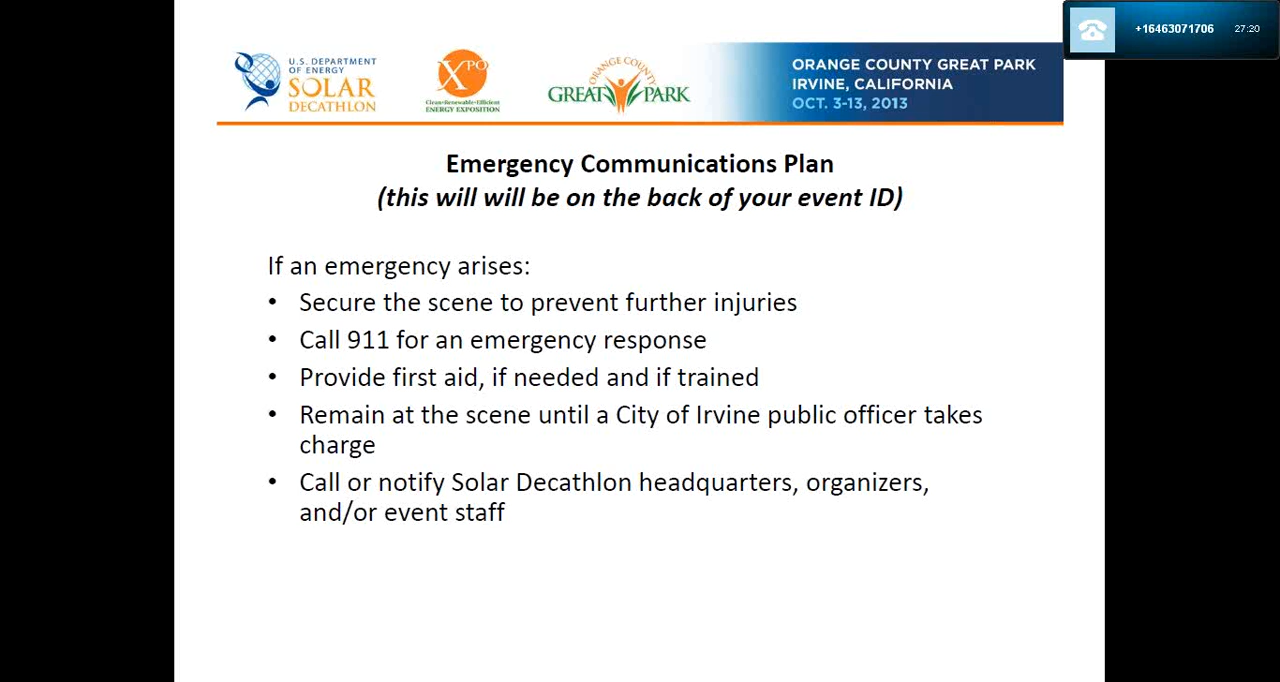 +16463071706 27:20
U.S. DEPARTMENT
OF ENERGY
SOLAR
DECATHLON
XPO
Clean•Renewable•Efficient
ENERGY EXPOSITION
ORANGE COUNTY
GREAT PARK
ORANGE COUNTY GREAT PARK
IRVINE, CALIFORNIA
OCT. 3-13, 2013
Emergency Communications Plan
(this will will be on the back of your event ID)
If an emergency arises:
• Secure the scene to prevent further injuries
• Call 911 for an emergency response
• Provide first aid, if needed and if trained
• Remain at the scene until a City of Irvine public officer takes
charge
• Call or notify Solar Decathlon headquarters, organizers,
and/or event staff